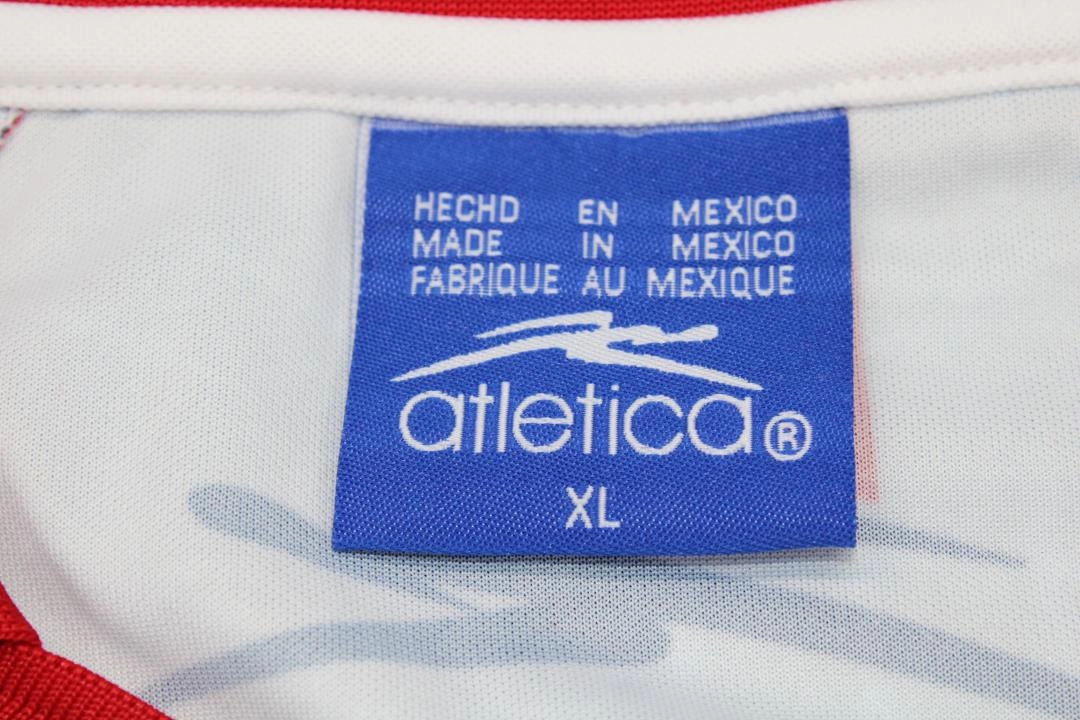 HECHD EN MEXICO
MADE IN MEXICO
FABRIQUE AU MEXIQUE
atletica®
XL